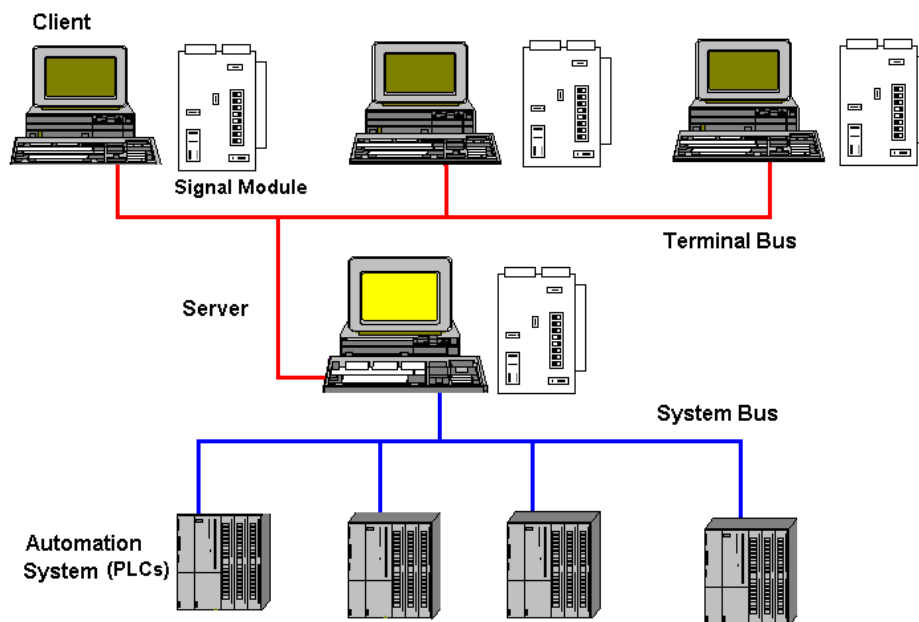 Client
Signal Module
Terminal Bus
Server
System Bus
Automation
System (PLCs)